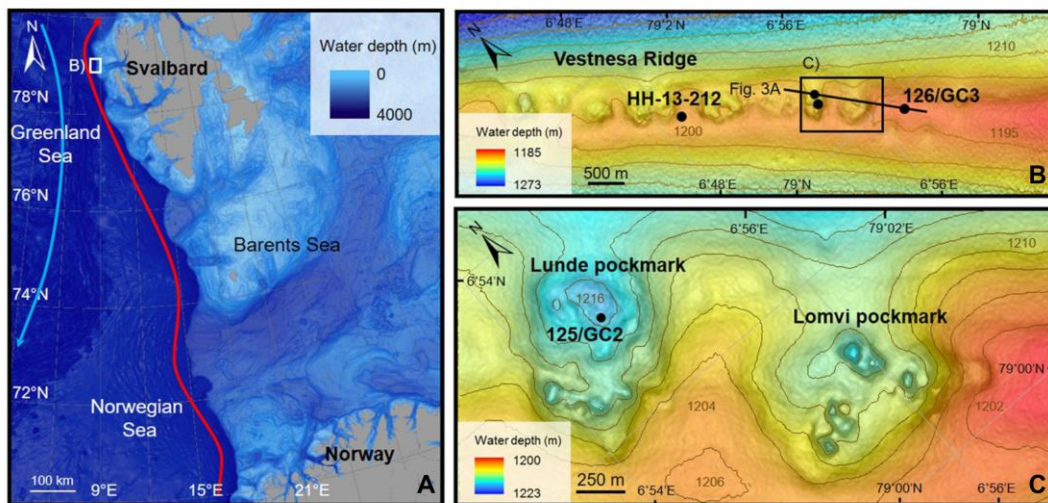 N
B)
Svalbard
Water depth (m)
0
4000
78°N
Greenland
Sea
76°N
Barents Sea
74°N
72°N
Norwegian
Sea
Norway
100 km
9°E
15°E
21°E
A
6°48'E
79°2'N
6°56'E
79°N
N
1210
Vestnesa Ridge
C)
Fig. 3A
HH-13-212
126/GC3
1200
1195
Water depth (m)
1185
1273
500 m
6°48'E
79°N
6°56'E
B
N
6°56'E
79°02'N
1210
6°54'N
Lunde pockmark
1216
125/GC2
Lomvi pockmark
79°00'N
1204
1202
Water depth (m)
1200
1223
250 m
1206
6°54'E
79°00'N
6°56'E
C